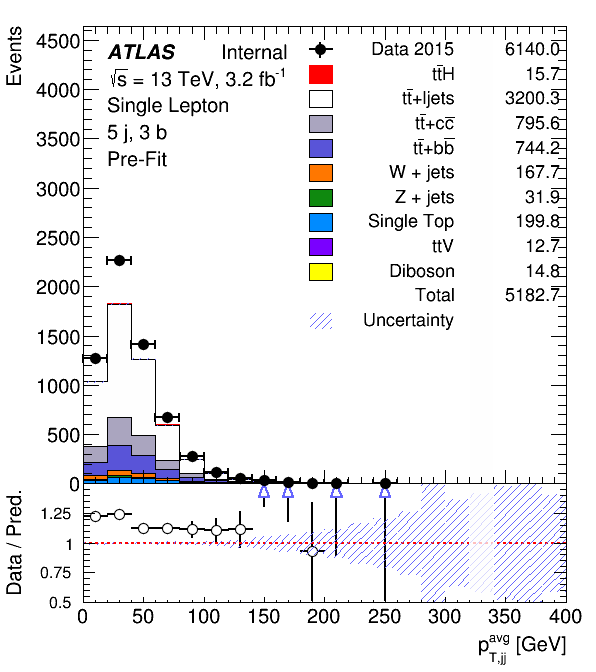 Events
4500
4000
3500
3000
2500
2000
1500
1000
500
0
ATLAS Internal
√s = 13 TeV, 3.2 fb⁻¹
Single Lepton
5 j, 3 b
Pre-Fit
Data 2015 6140.0
tt̄H 15.7
tt̄+ljets 3200.3
tt̄+cc̄ 795.6
tt̄+bb̄ 744.2
W + jets 167.7
Z + jets 31.9
Single Top 199.8
ttV 12.7
Diboson 14.8
Total 5182.7
Uncertainty
Data / Pred.
1.25
1
0.75
0.5
0 50 100 150 200 250 300 350 400
p_{T,jj}^{avg} [GeV]